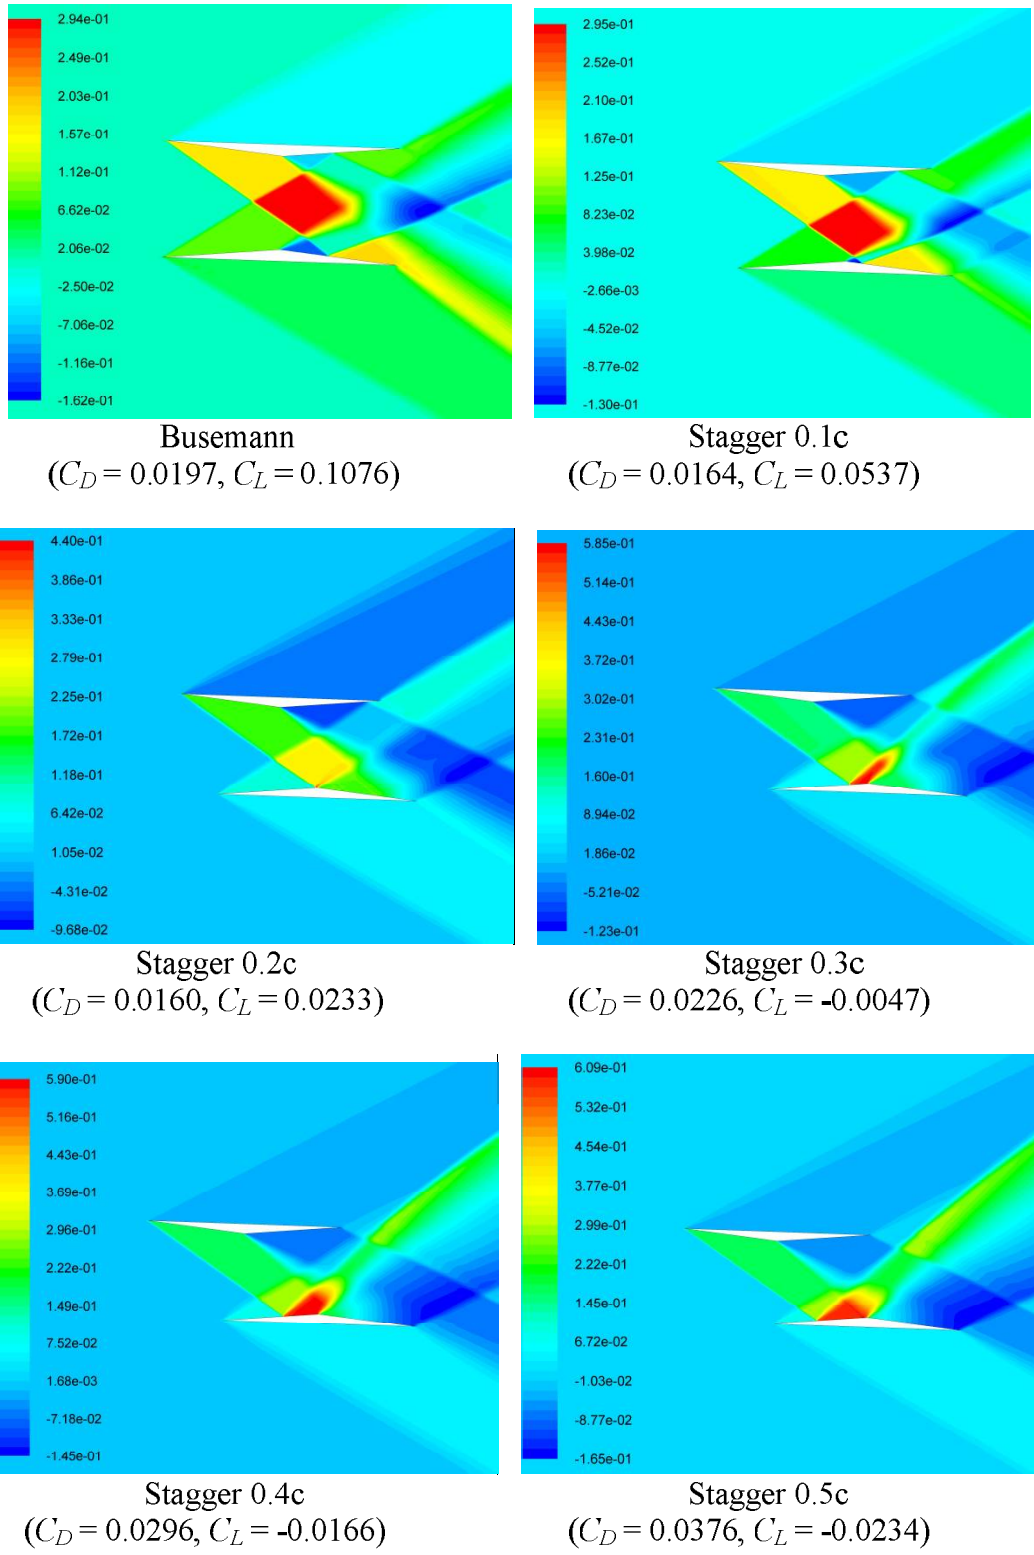 2.94e-01
2.49e-01
2.03e-01
1.57e-01
1.12e-01
6.62e-02
2.06e-02
-2.50e-02
-7.06e-02
-1.16e-01
-1.62e-01
Busemann
(C_D = 0.0197, C_L = 0.1076)
2.95e-01
2.52e-01
2.10e-01
1.67e-01
1.25e-01
8.23e-02
3.98e-02
-2.66e-03
-4.52e-02
-8.77e-02
-1.30e-01
Stagger 0.1c
(C_D = 0.0164, C_L = 0.0537)
4.40e-01
3.86e-01
3.33e-01
2.79e-01
2.25e-01
1.72e-01
1.18e-01
6.42e-02
1.05e-02
-4.31e-02
-9.68e-02
Stagger 0.2c
(C_D = 0.0160, C_L = 0.0233)
5.85e-01
5.14e-01
4.43e-01
3.72e-01
3.02e-01
2.31e-01
1.60e-01
8.94e-02
1.86e-02
-5.21e-02
-1.23e-01
Stagger 0.3c
(C_D = 0.0226, C_L = -0.0047)
5.90e-01
5.16e-01
4.43e-01
3.69e-01
2.96e-01
2.22e-01
1.49e-01
7.52e-02
1.68e-03
-7.18e-02
-1.45e-01
Stagger 0.4c
(C_D = 0.0296, C_L = -0.0166)
6.09e-01
5.32e-01
4.54e-01
3.77e-01
2.99e-01
2.22e-01
1.45e-01
6.72e-02
-1.03e-02
-8.77e-02
-1.65e-01
Stagger 0.5c
(C_D = 0.0376, C_L = -0.0234)